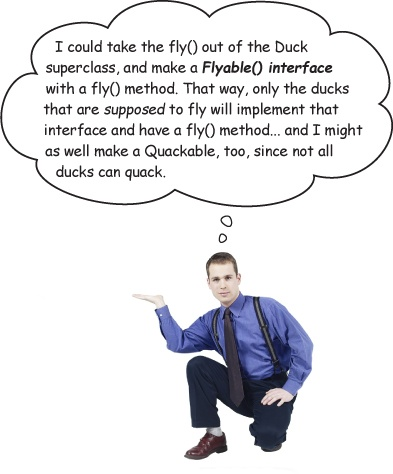 I could take the fly() out of the Duck
superclass, and make a Flyable() interface
with a fly() method. That way, only the ducks
that are supposed to fly will implement that
interface and have a fly() method... and I might
as well make a Quackable, too, since not all
ducks can quack.